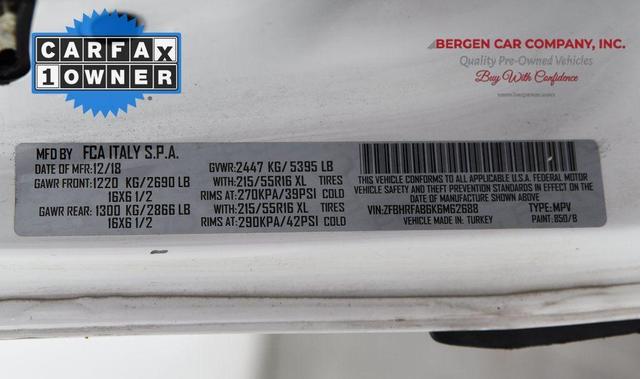 CARFAX
1 OWNER
BERGEN CAR COMPANY, INC.
Quality Pre-Owned Vehicles
Buy With Confidence
MFD BY FCA ITALY S.P.A.
DATE OF MFR: 12/18
GVWR: 2447 KG/ 5395 LB
GAWR FRONT: 1220 KG/2690 LB WITH: 215/55R16 XL TIRES
16X6 1/2 RIMS AT: 270KPA/39PSI COLD
GAWR REAR: 1300 KG/2866 LB WITH: 215/55R16 XL TIRES
16X6 1/2 RIMS AT: 290KPA/42PSI COLD
THIS VEHICLE CONFORMS TO ALL APPLICABLE U.S.A. FEDERAL MOTOR
VEHICLE SAFETY AND THEFT PREVENTION STANDARDS IN EFFECT ON THE
DATE OF MANUFACTURE SHOWN ABOVE
VIN: ZFBHRFAB6K6M62688 TYPE: MPV
VEHICLE MADE IN: TURKEY PAINT: 850/B